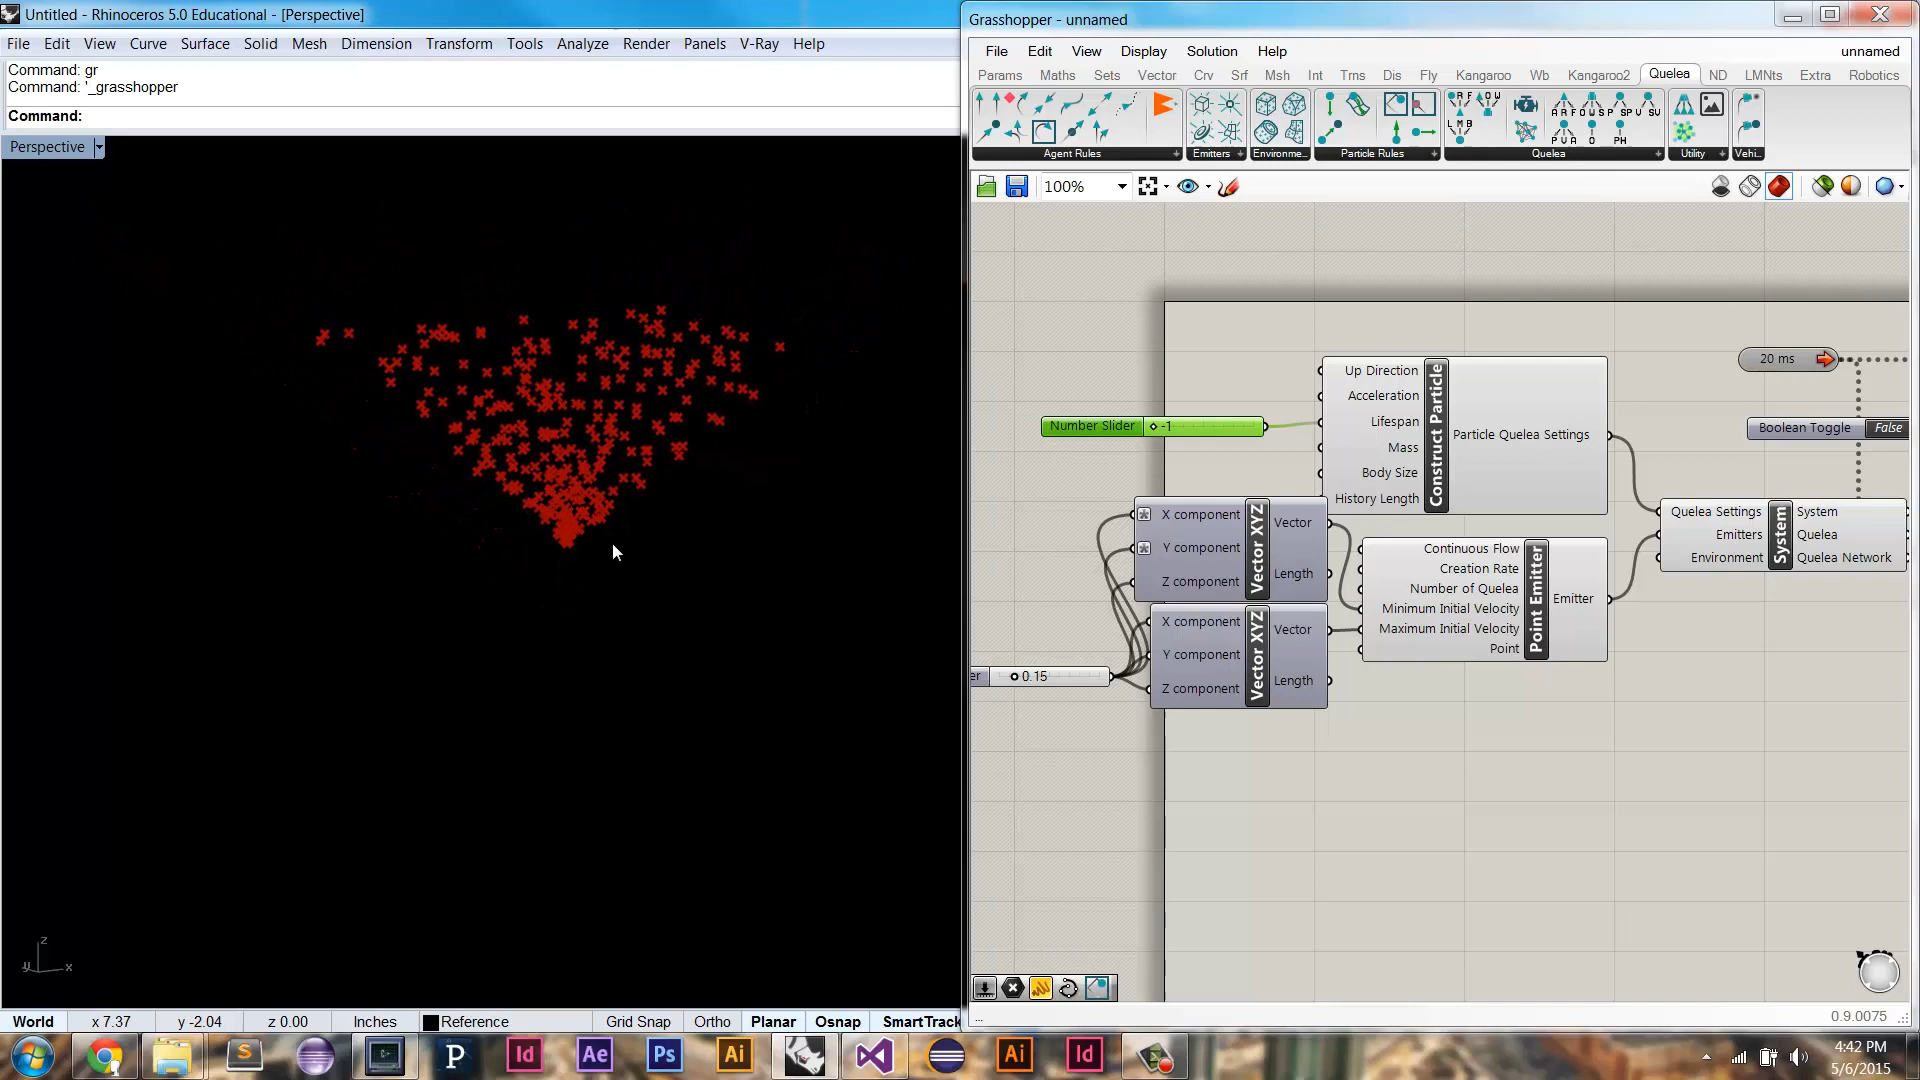 Untitled - Rhinoceros 5.0 Educational - [Perspective]
File Edit View Curve Surface Solid Mesh Dimension Transform Tools Analyze Render Panels V-Ray Help
Command: gr
Command: '_grasshopper
Command:
Perspective
z
y x
World x 7.37 y -2.04 z 0.00 Inches Reference Grid Snap Ortho Planar Osnap SmartTrack
Grasshopper - unnamed
File Edit View Display Solution Help unnamed
Params Maths Sets Vector Crv Srf Msh Int Trns Dis Fly Kangaroo Wb Kangaroo2 Quelea ND LMNts Extra Robotics
Agent Rules Emitters Environme... Particle Rules Quelea Utility Vehi...
100%
20 ms
Number Slider -1
Boolean Toggle False
Up Direction
Acceleration
Lifespan
Mass
Body Size
History Length
Construct Particle
Particle Quelea Settings
X component
Y component
Z component
Vector XYZ
Vector
Length
X component
Y component
Z component
Vector XYZ
Vector
Length
er 0.15
Continuous Flow
Creation Rate
Number of Quelea
Minimum Initial Velocity
Maximum Initial Velocity
Point
Point Emitter
Emitter
Quelea Settings
Emitters
Environment
System
System
Quelea
Quelea Network
...
0.9.0075
S P Id Ae Ps Ai Ai Id
4:42 PM
5/6/2015